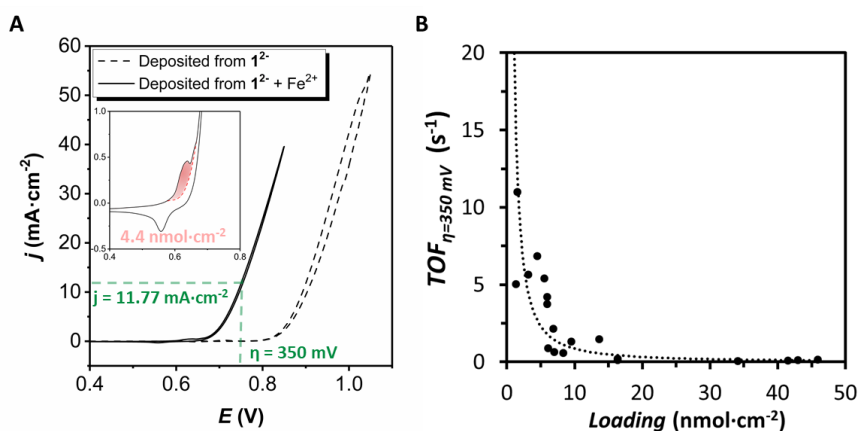 A
j (mA·cm-2)
60
50
40
30
20
10
0
Deposited from 1²⁻
Deposited from 1²⁻ + Fe²⁺
1.0
0.5
0.0
-0.5
0.4 0.6 0.8
4.4 nmol·cm-2
j = 11.77 mA·cm-2
η = 350 mV
0.4 0.6 0.8 1.0
E (V)
B
TOFη=350 mV (s-1)
20
15
10
5
0
0 10 20 30 40 50
Loading (nmol·cm-2)